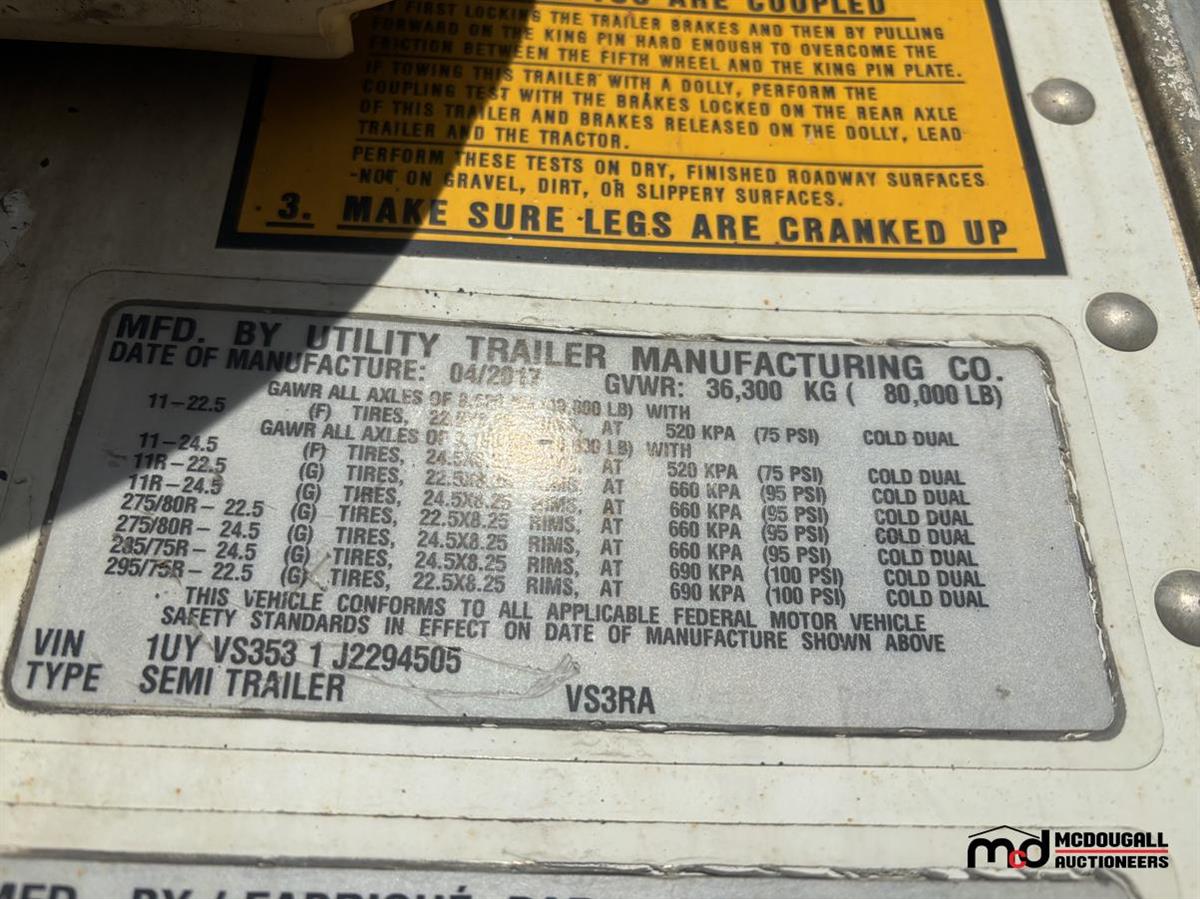 YOU ARE COUPLED
FIRST LOCKING THE TRAILER BRAKES AND THEN BY PULLING
FORWARD ON THE KING PIN HARD ENOUGH TO OVERCOME THE
FRICTION BETWEEN THE FIFTH WHEEL AND THE KING PIN PLATE.
IF TOWING THIS TRAILER WITH A DOLLY, PERFORM THE
COUPLING TEST WITH THE BRAKES LOCKED ON THE REAR AXLE
OF THIS TRAILER AND BRAKES RELEASED ON THE DOLLY, LEAD
TRAILER AND THE TRACTOR.
PERFORM THESE TESTS ON DRY, FINISHED ROADWAY SURFACES
-NOT ON GRAVEL, DIRT, OR SLIPPERY SURFACES.
3. MAKE SURE LEGS ARE CRANKED UP
MFD. BY UTILITY TRAILER MANUFACTURING CO.
DATE OF MANUFACTURE: 04/2017 GVWR: 36,300 KG ( 80,000 LB)
GAWR ALL AXLES OF LB) WITH
11-22.5 (F) TIRES, AT 520 KPA (75 PSI) COLD DUAL
GAWR ALL AXLES OF LB) WITH
11-24.5 (F) TIRES, AT 520 KPA (75 PSI) COLD DUAL
11R-22.5 (G) TIRES, RIMS, AT 660 KPA (95 PSI) COLD DUAL
11R-24.5 (G) TIRES, 24.5X8.25 RIMS, AT 660 KPA (95 PSI) COLD DUAL
275/80R- 22.5 (G) TIRES, 22.5X8.25 RIMS, AT 660 KPA (95 PSI) COLD DUAL
275/80R- 24.5 (G) TIRES, 24.5X8.25 RIMS, AT 660 KPA (95 PSI) COLD DUAL
285/75R- 24.5 (G) TIRES, 24.5X8.25 RIMS, AT 690 KPA (100 PSI) COLD DUAL
295/75R- 22.5 (G) TIRES, 22.5X8.25 RIMS, AT 690 KPA (100 PSI) COLD DUAL
THIS VEHICLE CONFORMS TO ALL APPLICABLE FEDERAL MOTOR VEHICLE
SAFETY STANDARDS IN EFFECT ON DATE OF MANUFACTURE SHOWN ABOVE
VIN 1UY VS353 1 J2294505
TYPE SEMI TRAILER VS3RA
mcd MCDOUGALL
AUCTIONEERS
MFD. BY / FABRIQUÉ PAR